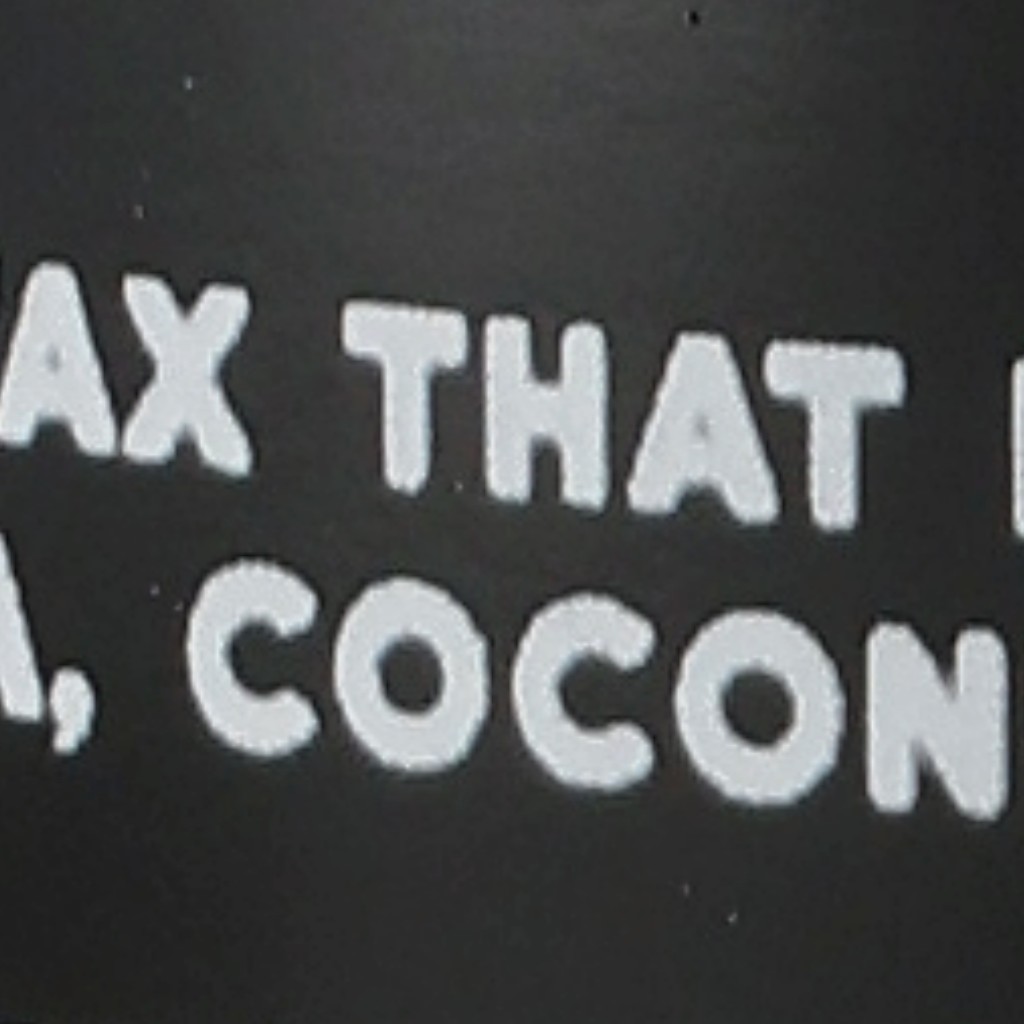 AX THAT
, COCON